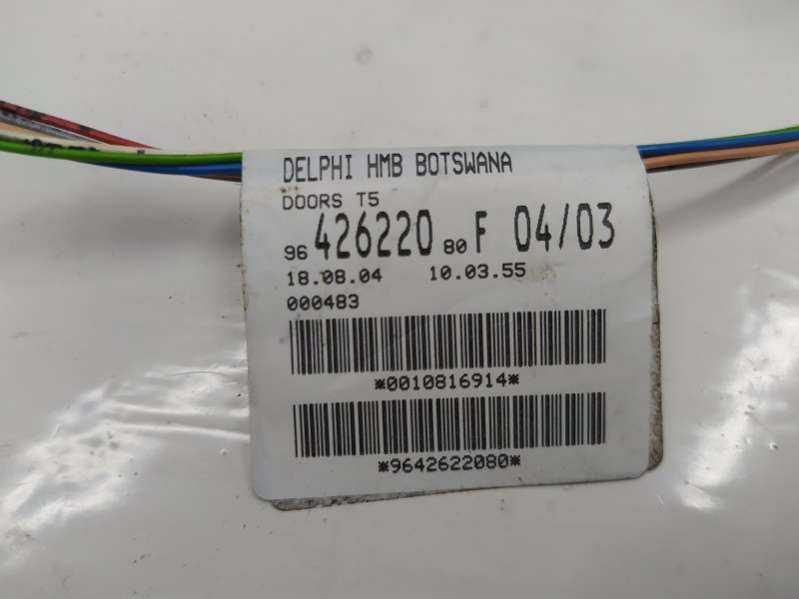 DELPHI HMB BOTSWANA
DOORS T5
96 426220 80 F 04/03
18.08.04 10.03.55
000483
*0010816914*
*9642622080*